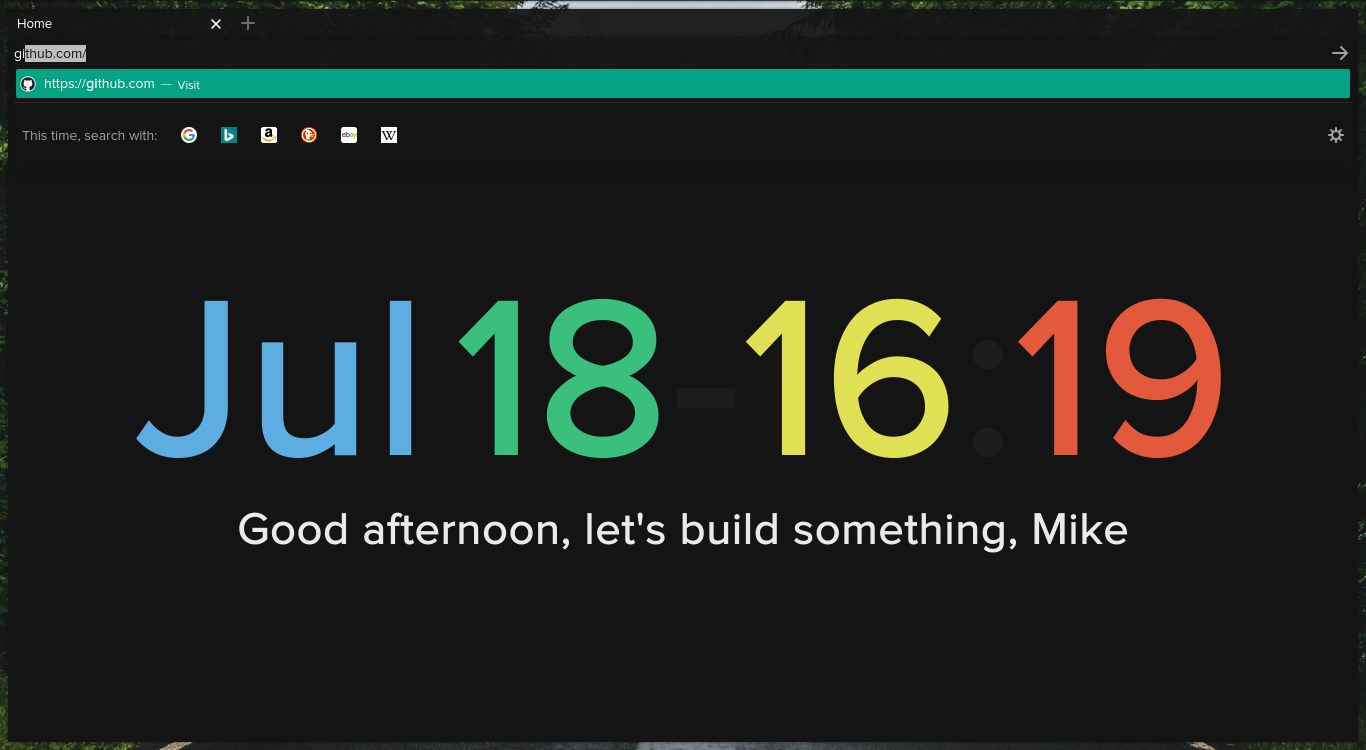 Home
github.com/
https://github.com — Visit
This time, search with:
G b a ebay W
Jul 18-16:19
Good afternoon, let's build something, Mike